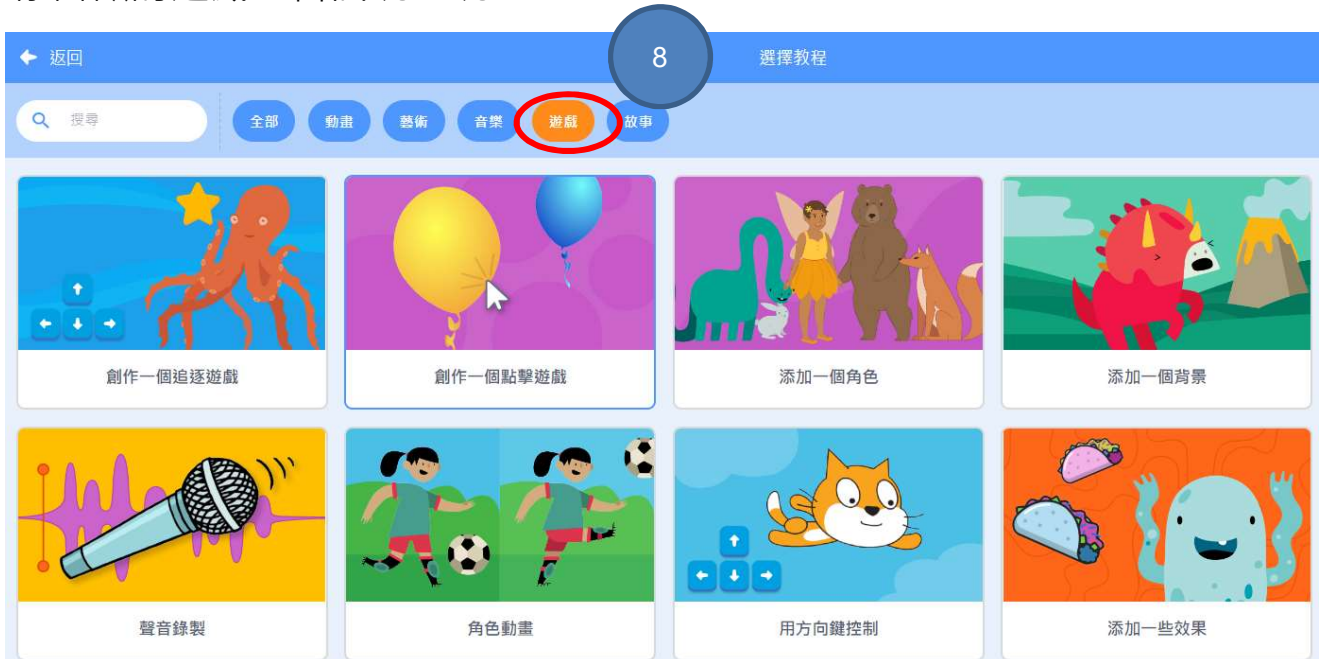 返回
8
選擇教程
搜尋
全部 動畫 藝術 音樂 遊戲 故事
創作一個追逐遊戲 創作一個點擊遊戲 添加一個角色 添加一個背景
聲音錄製 角色動畫 用方向鍵控制 添加一些效果